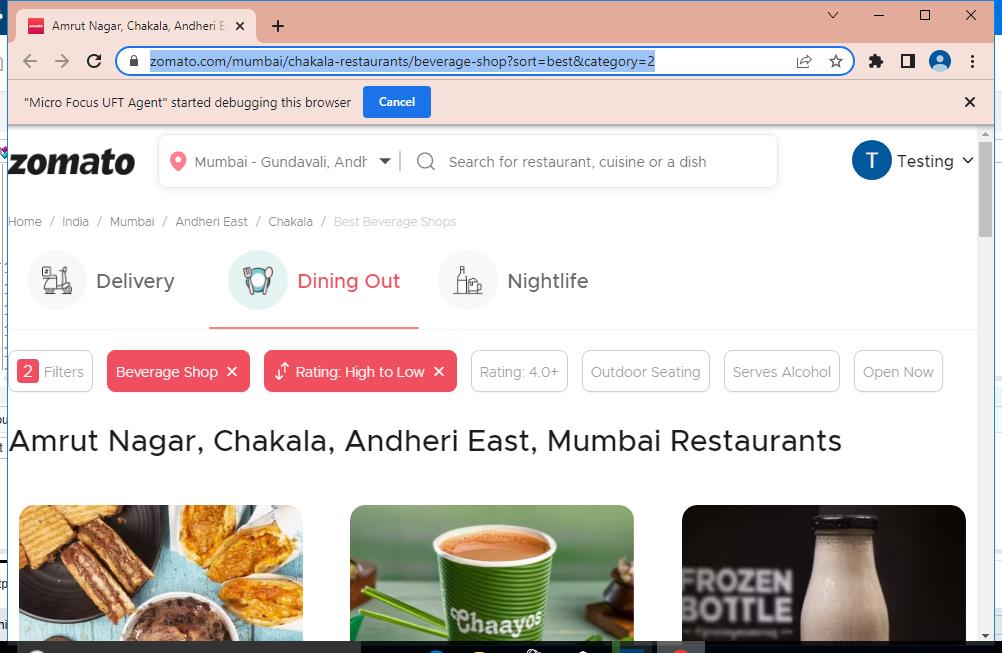 Amrut Nagar, Chakala, Andheri E
zomato.com/mumbai/chakala-restaurants/beverage-shop?sort=best&category=2
"Micro Focus UFT Agent" started debugging this browser Cancel
zomato Mumbai - Gundavali, Andh Search for restaurant, cuisine or a dish T Testing
Home / India / Mumbai / Andheri East / Chakala / Best Beverage Shops
Delivery Dining Out Nightlife
2 Filters Beverage Shop Rating: High to Low Rating: 4.0+ Outdoor Seating Serves Alcohol Open Now
Amrut Nagar, Chakala, Andheri East, Mumbai Restaurants
Chaayos
FROZEN
BOTTLE